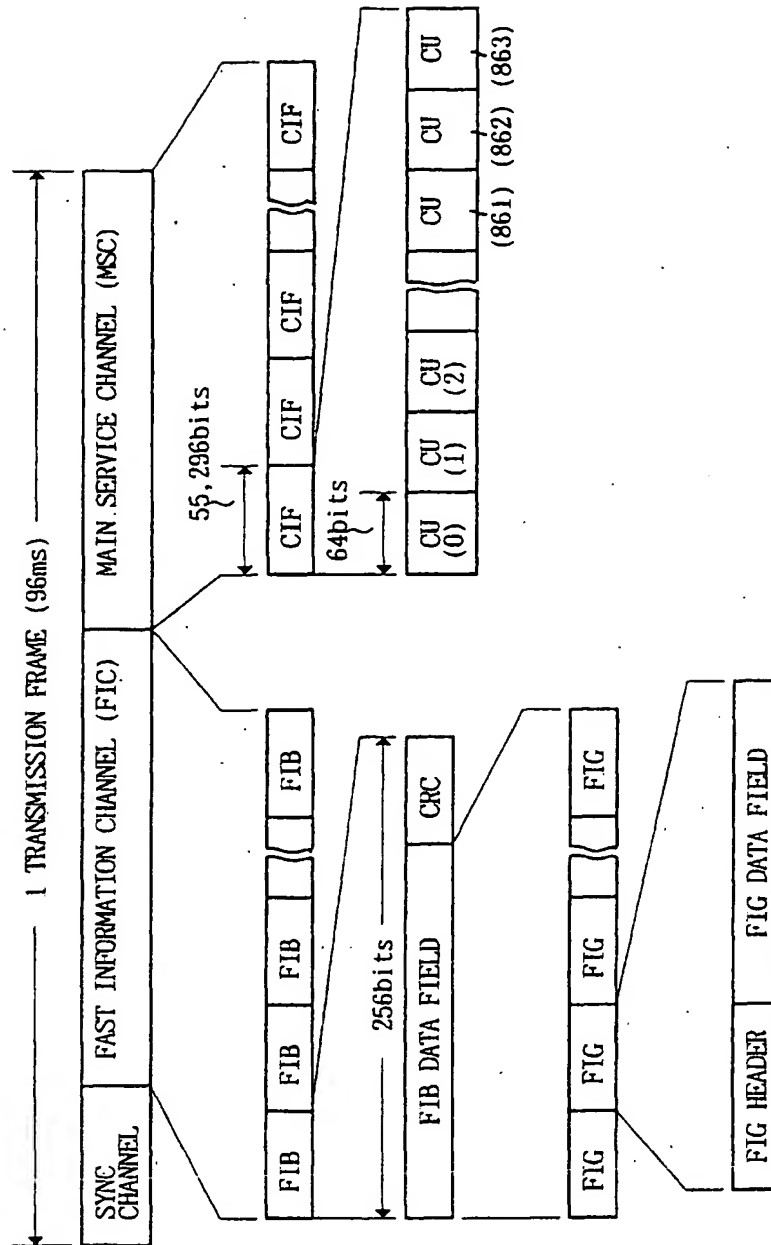 1 TRANSMISSION FRAME (96ms)
SYNC
CHANNEL
FAST INFORMATION CHANNEL (FIC)
MAIN SERVICE CHANNEL (MSC)
FIB
FIB
FIB
FIB
256bits
FIB DATA FIELD
CRC
FIG
FIG
FIG
FIG
FIG HEADER
FIG DATA FIELD
55,296bits
CIF
CIF
CIF
CIF
64bits
CU
(0)
CU
(1)
CU
(2)
CU
CU
CU
(861) (862) (863)